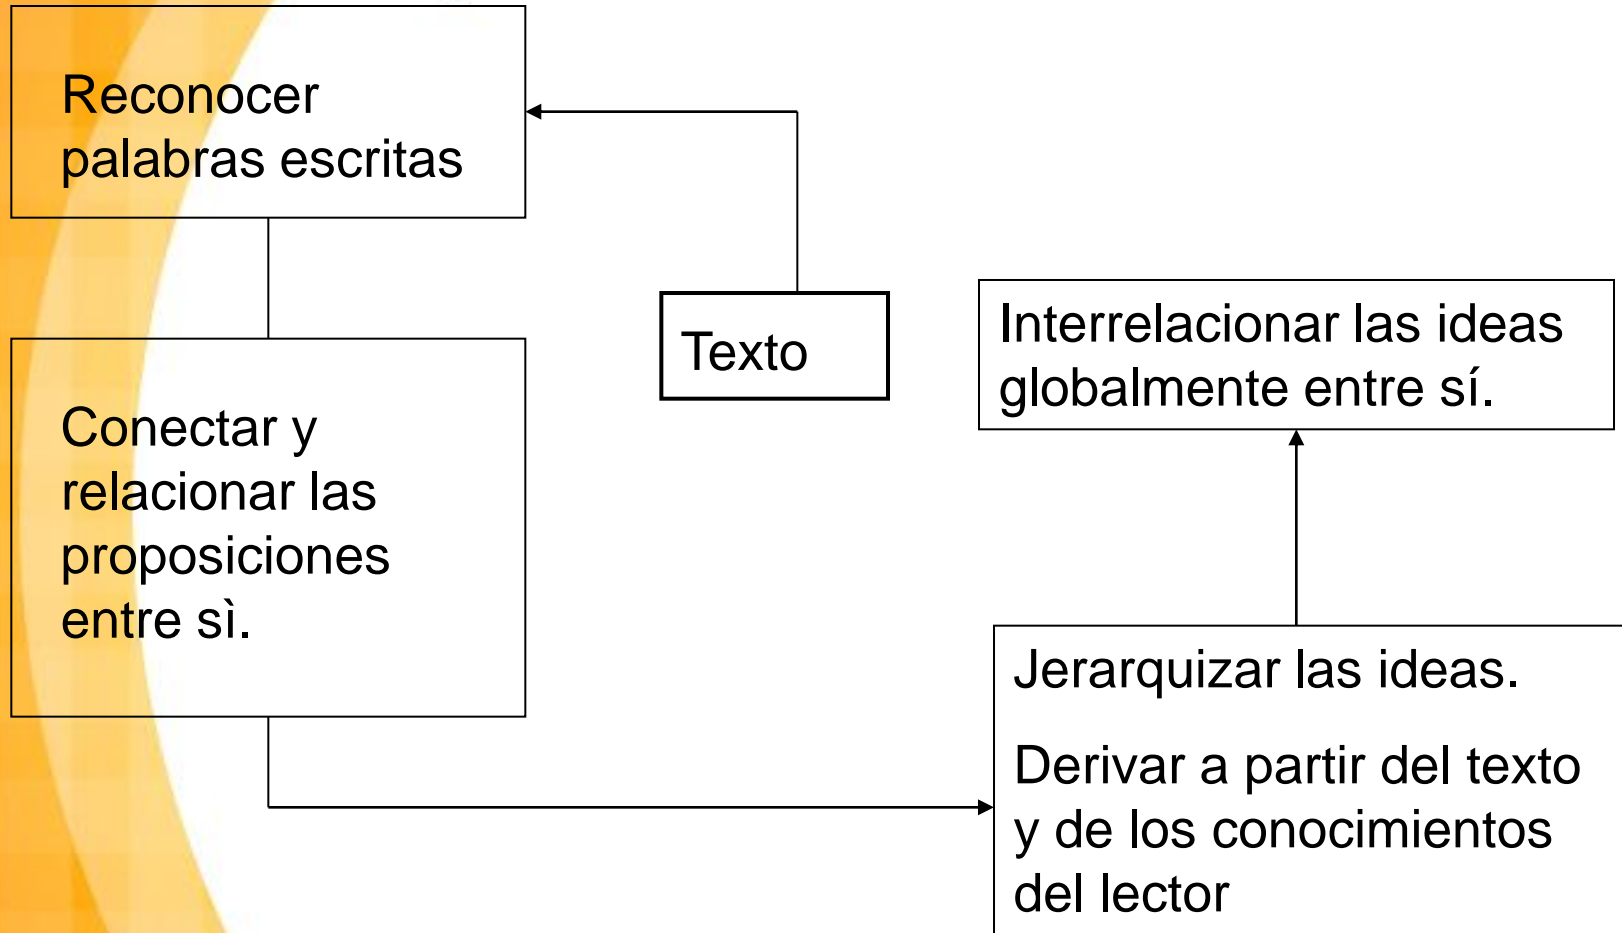 Reconocer
palabras escritas
Texto
Interrelacionar las ideas
globalmente entre sí.
Conectar y
relacionar las
proposiciones
entre sì.
Jerarquizar las ideas.
Derivar a partir del texto
y de los conocimientos
del lector